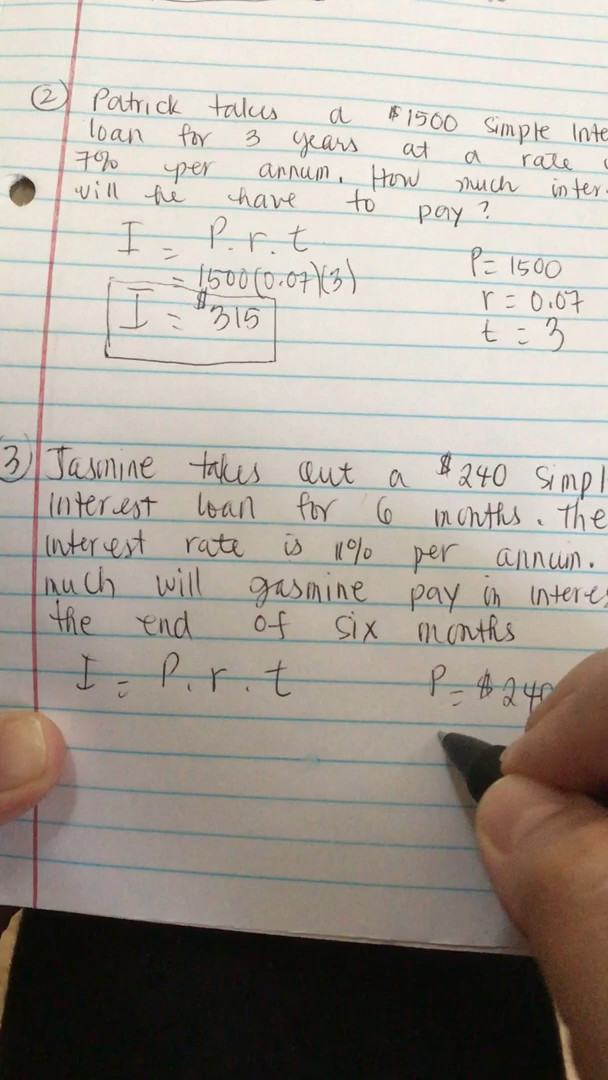 ② Patrick takes a $1500 simple Inte
loan for 3 years at a rate
7% per annum. How much inter.
will he have to pay?
I = P.r.t
= 1500(0.07)(3)
I = $315
P = 1500
r = 0.07
t = 3
3) Jasmine takes out a $240 simpl
interest loan for 6 months. The
interest rate is 11% per annum.
much will gasmine pay in interes
the end of six months
I = P.r.t
P = $240